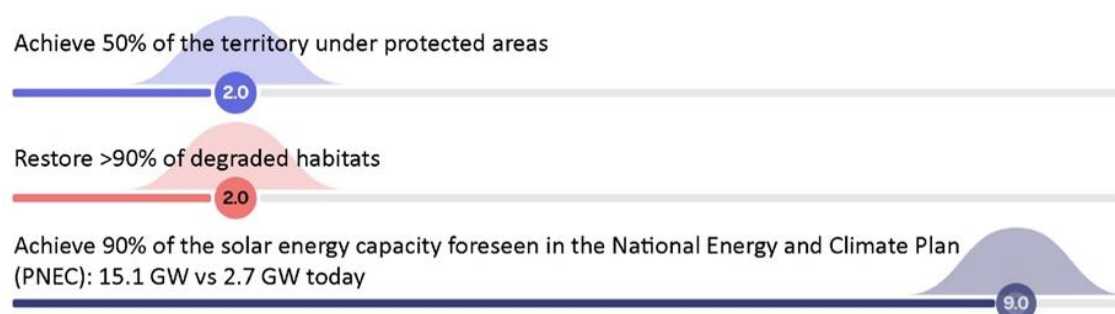 Achieve 50% of the territory under protected areas
2.0
Restore >90% of degraded habitats
2.0
Achieve 90% of the solar energy capacity foreseen in the National Energy and Climate Plan
(PNEC): 15.1 GW vs 2.7 GW today
9.0